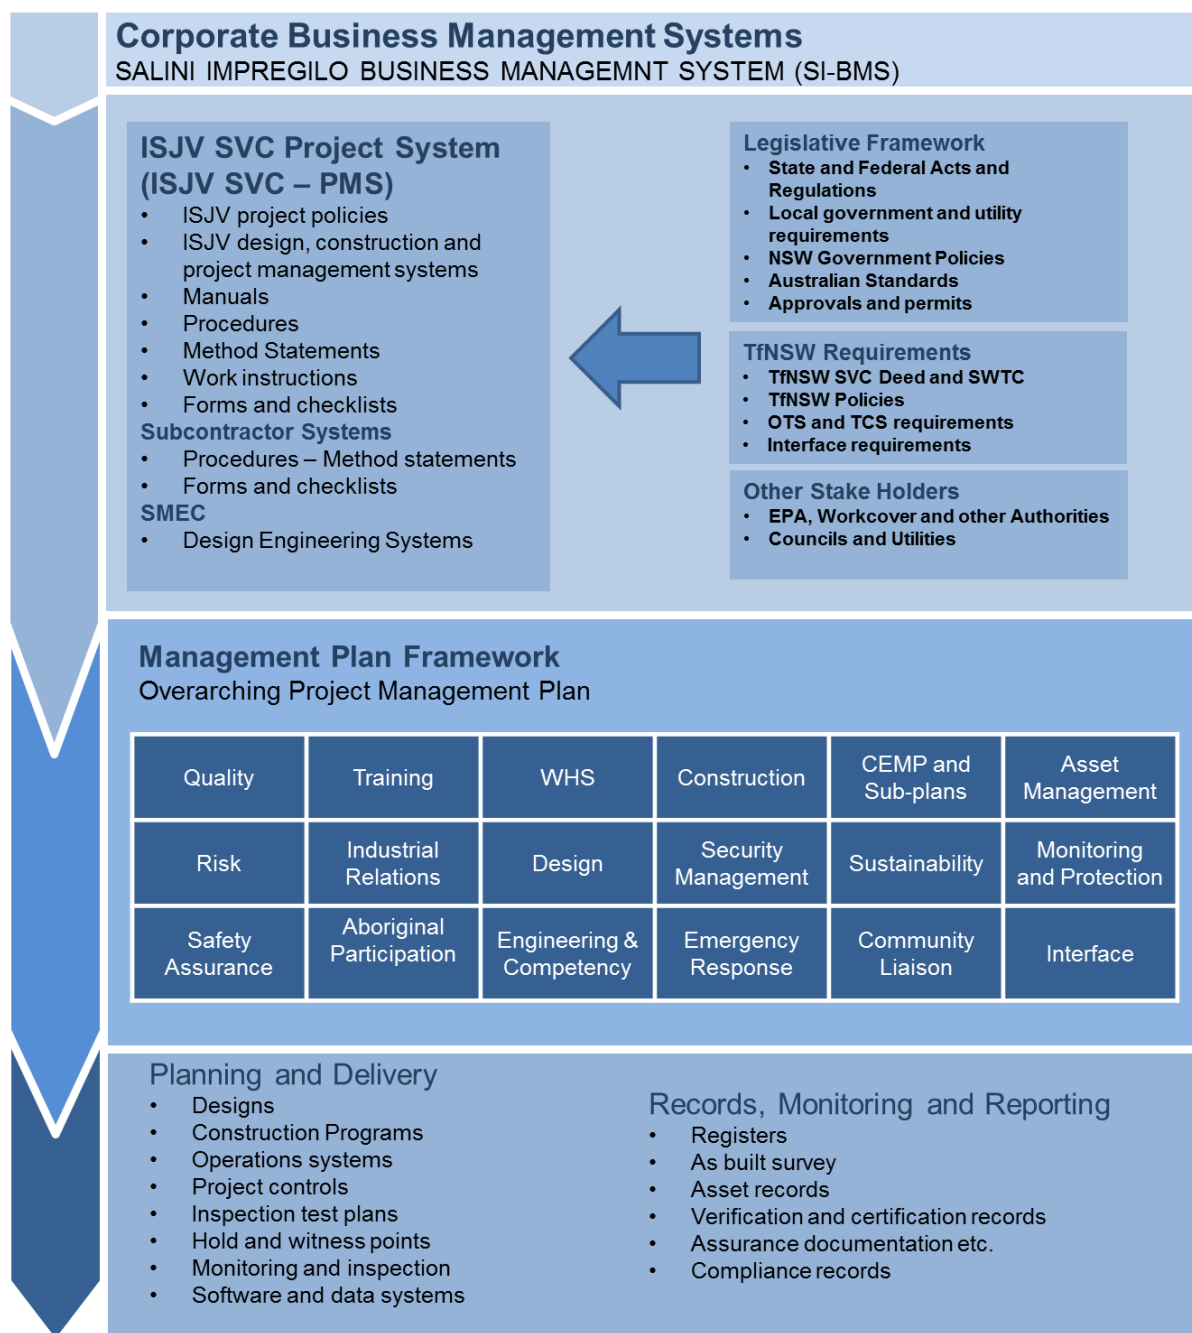 Corporate Business Management Systems
SALINI IMPREGILO BUSINESS MANAGEMNT SYSTEM (SI-BMS)
ISJV SVC Project System
(ISJV SVC – PMS)
• ISJV project policies
• ISJV design, construction and
project management systems
• Manuals
• Procedures
• Method Statements
• Work instructions
• Forms and checklists
Subcontractor Systems
• Procedures – Method statements
• Forms and checklists
SMEC
• Design Engineering Systems
Legislative Framework
• State and Federal Acts and
Regulations
• Local government and utility
requirements
• NSW Government Policies
• Australian Standards
• Approvals and permits
TfNSW Requirements
• TfNSW SVC Deed and SWTC
• TfNSW Policies
• OTS and TCS requirements
• Interface requirements
Other Stake Holders
• EPA, Workcover and other Authorities
• Councils and Utilities
Management Plan Framework
Overarching Project Management Plan
Quality
Training
WHS
Construction
CEMP and
Sub-plans
Asset
Management
Risk
Industrial
Relations
Design
Security
Management
Sustainability
Monitoring
and Protection
Safety
Assurance
Aboriginal
Participation
Engineering &
Competency
Emergency
Response
Community
Liaison
Interface
Planning and Delivery
• Designs
• Construction Programs
• Operations systems
• Project controls
• Inspection test plans
• Hold and witness points
• Monitoring and inspection
• Software and data systems
Records, Monitoring and Reporting
• Registers
• As built survey
• Asset records
• Verification and certification records
• Assurance documentation etc.
• Compliance records